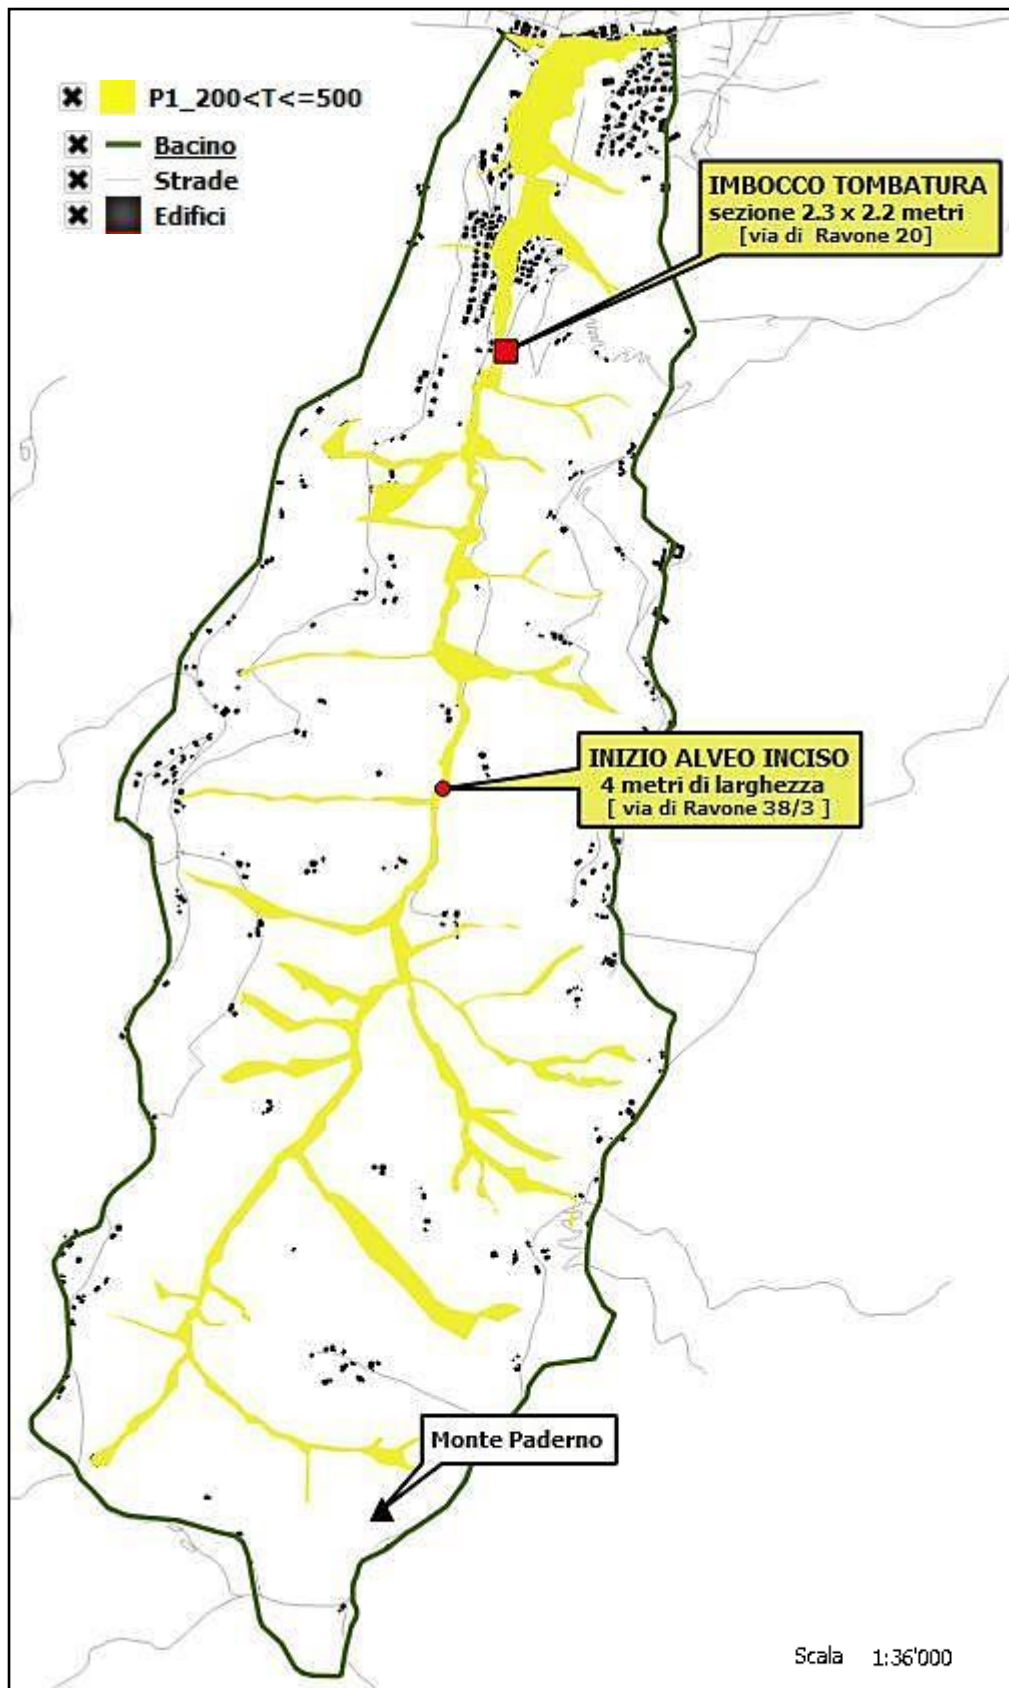 P1_200<T<=500
Bacino
Strade
Edifici
IMBOCCO TOMBATURA
sezione 2.3 x 2.2 metri
[via di Ravone 20]
INIZIO ALVEO INCISO
4 metri di larghezza
[ via di Ravone 38/3 ]
Monte Paderno
Scala 1:36'000